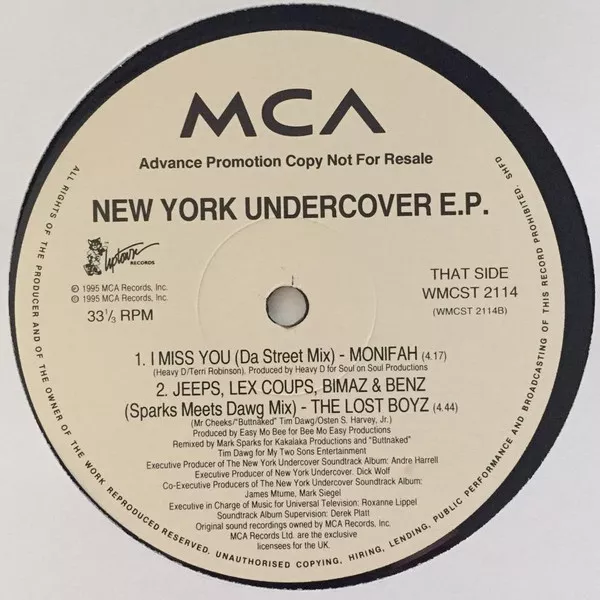 MCA
Advance Promotion Copy Not For Resale
NEW YORK UNDERCOVER E.P.
Uptown
RECORDS
℗ 1995 MCA Records, Inc.
© 1995 MCA Records, Inc.
33 1/3 RPM
THAT SIDE
WMCST 2114
(WMCST 2114B)
1. I MISS YOU (Da Street Mix) - MONIFAH (4.17)
(Heavy D/Terri Robinson). Produced by Heavy D for Soul on Soul Productions
2. JEEPS, LEX COUPS, BIMAZ & BENZ
(Sparks Meets Dawg Mix) - THE LOST BOYZ (4.44)
(Mr Cheeks/"Buttnaked" Tim Dawg/Osten S. Harvey, Jr.)
Produced by Easy Mo Bee for Bee Mo Easy Productions
Remixed by Mark Sparks for Kakalaka Productions and "Buttnaked"
Tim Dawg for My Two Sons Entertainment
Executive Producer of The New York Undercover Soundtrack Album: Andre Harrell
Executive Producer of New York Undercover. Dick Wolf
Co-Executive Producers of The New York Undercover Soundtrack Album:
James Mtume, Mark Siegel
Executive in Charge of Music for Universal Television: Roxanne Lippel
Soundtrack Album Supervision: Derek Platt
Original sound recordings owned by MCA Records, Inc.
MCA Records Ltd. are the exclusive
licensees for the UK.
ALL RIGHTS OF THE PRODUCER AND OF THE OWNER OF THE WORK REPRODUCED RESERVED. UNAUTHORISED COPYING, HIRING, LENDING, PUBLIC PERFORMANCE AND BROADCASTING OF THIS RECORD PROHIBITED. SHFD